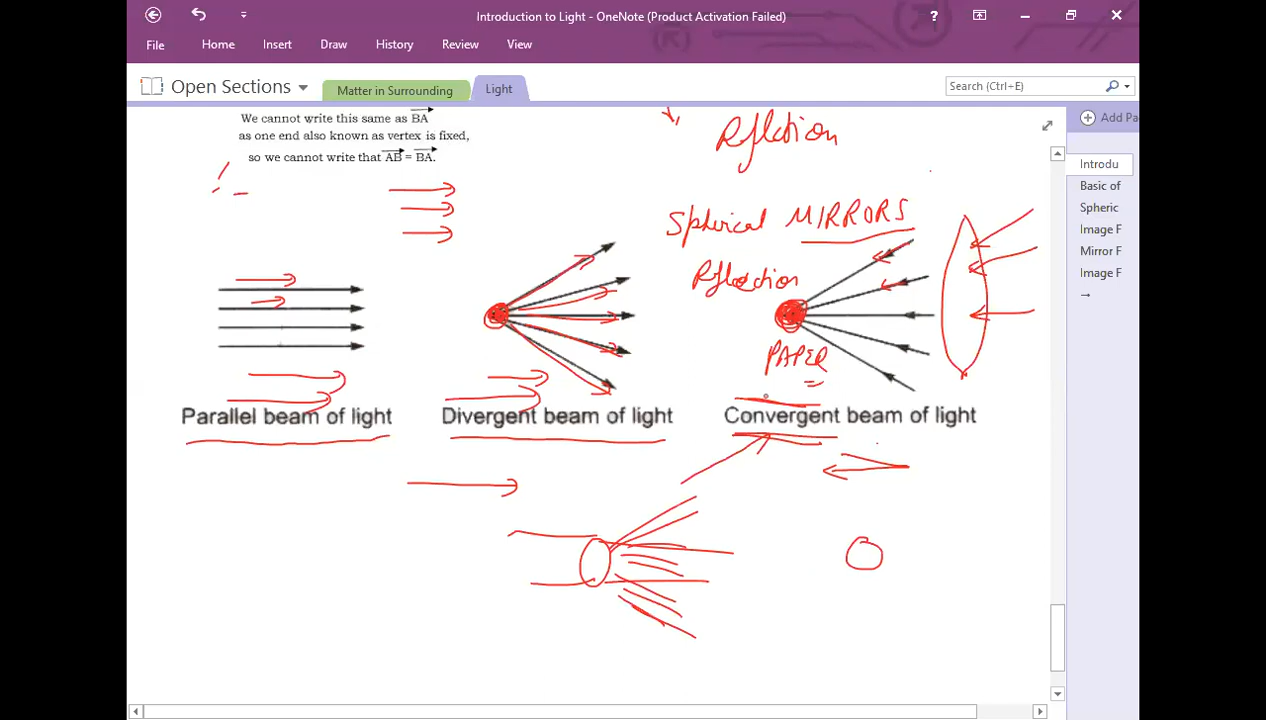 Introduction to Light - OneNote (Product Activation Failed)
?
File Home Insert Draw History Review View
Open Sections Matter in Surrounding Light Search (Ctrl+E)
Add Pa
We cannot write this same as BA
as one end also known as vertex is fixed,
so we cannot write that AB = BA.
Reflection
Introdu
Basic of
Spheric
Image F
Mirror F
Image F
Spherical MIRRORS
Reflection
PAPER
Parallel beam of light Divergent beam of light Convergent beam of light